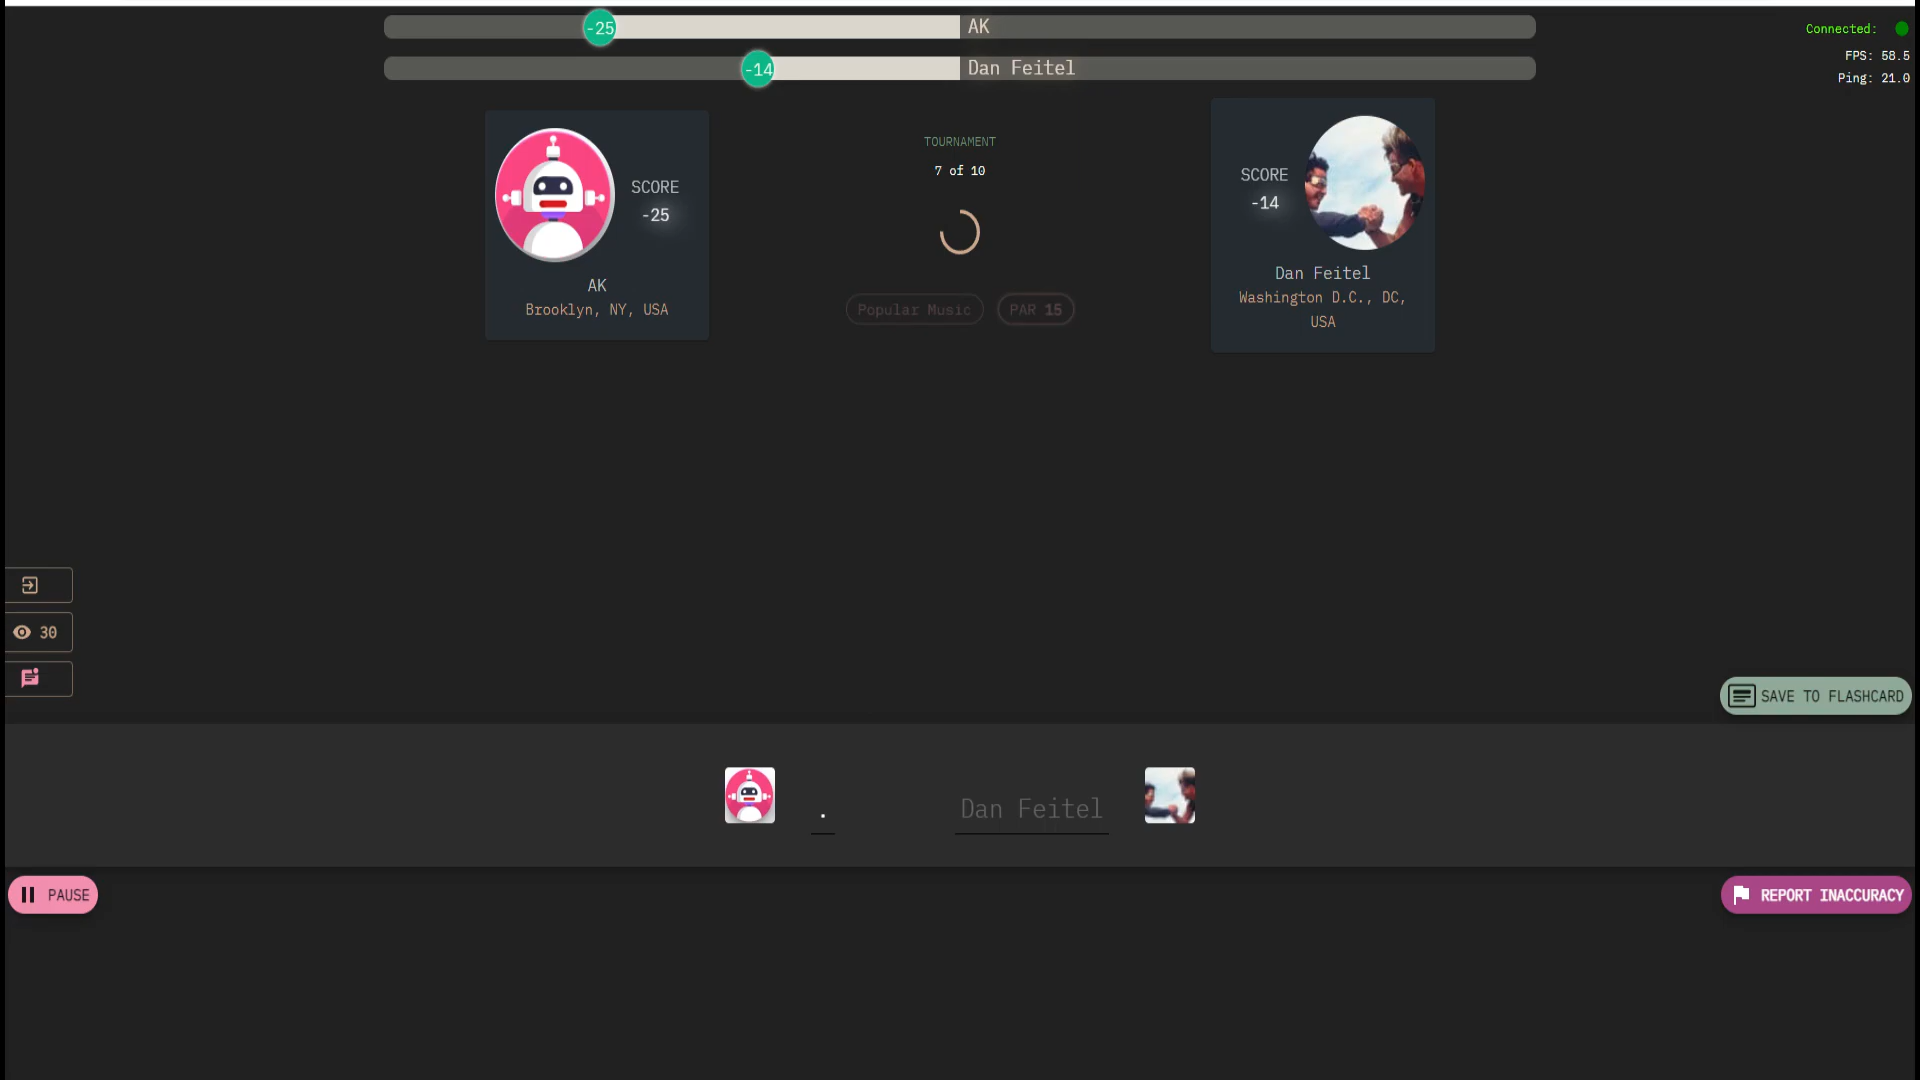 -25 AK
-14 Dan Feitel
Connected:
FPS: 58.5
Ping: 21.0
SCORE
-25
AK
Brooklyn, NY, USA
TOURNAMENT
7 of 10
Popular Music PAR 15
SCORE
-14
Dan Feitel
Washington D.C., DC,
USA
30
SAVE TO FLASHCARD
. Dan Feitel
PAUSE
REPORT INACCURACY